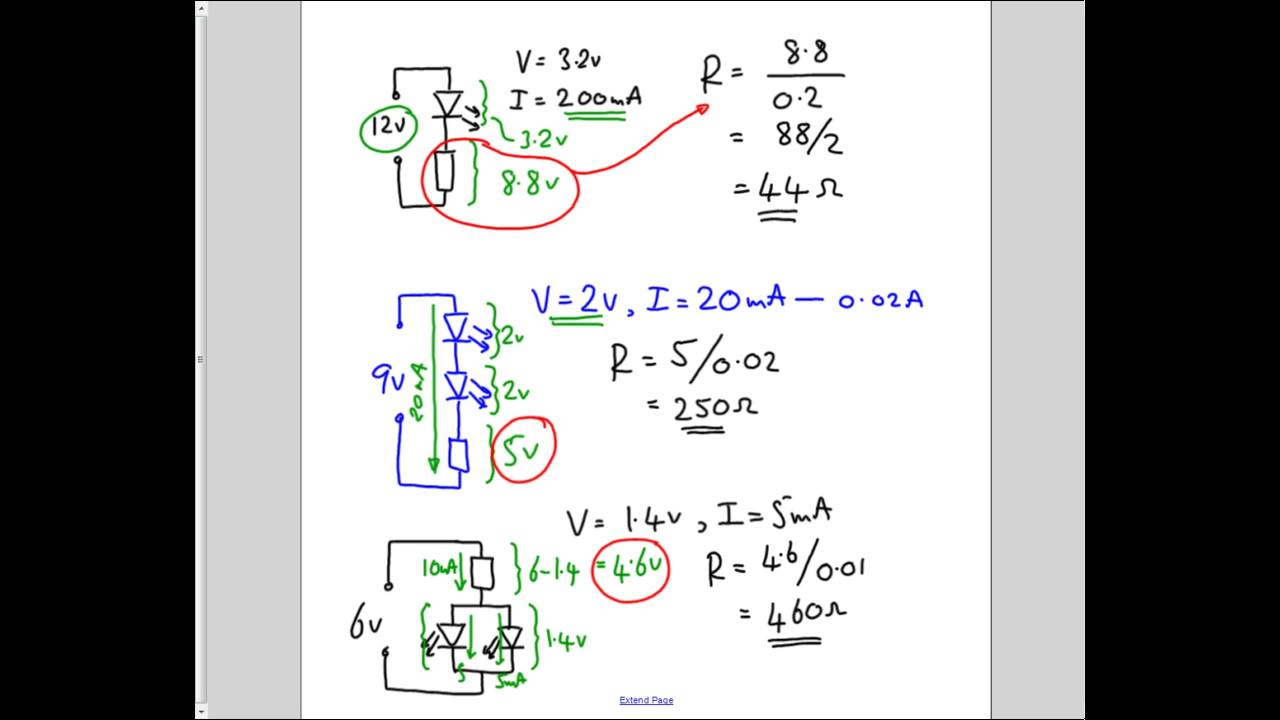 V = 3.2v
I = 200mA
12v
3.2v
8.8v
R = 8.8
0.2
= 88/2
= 44Ω
V = 2v, I = 20mA — 0.02A
9v
20mA
2v
2v
5v
R = 5/0.02
= 250Ω
V = 1.4v, I = 5mA
10mA
6-1.4 = 4.6v
6v
1.4v
5
5mA
R = 4.6/0.01
= 460Ω
Extend Page